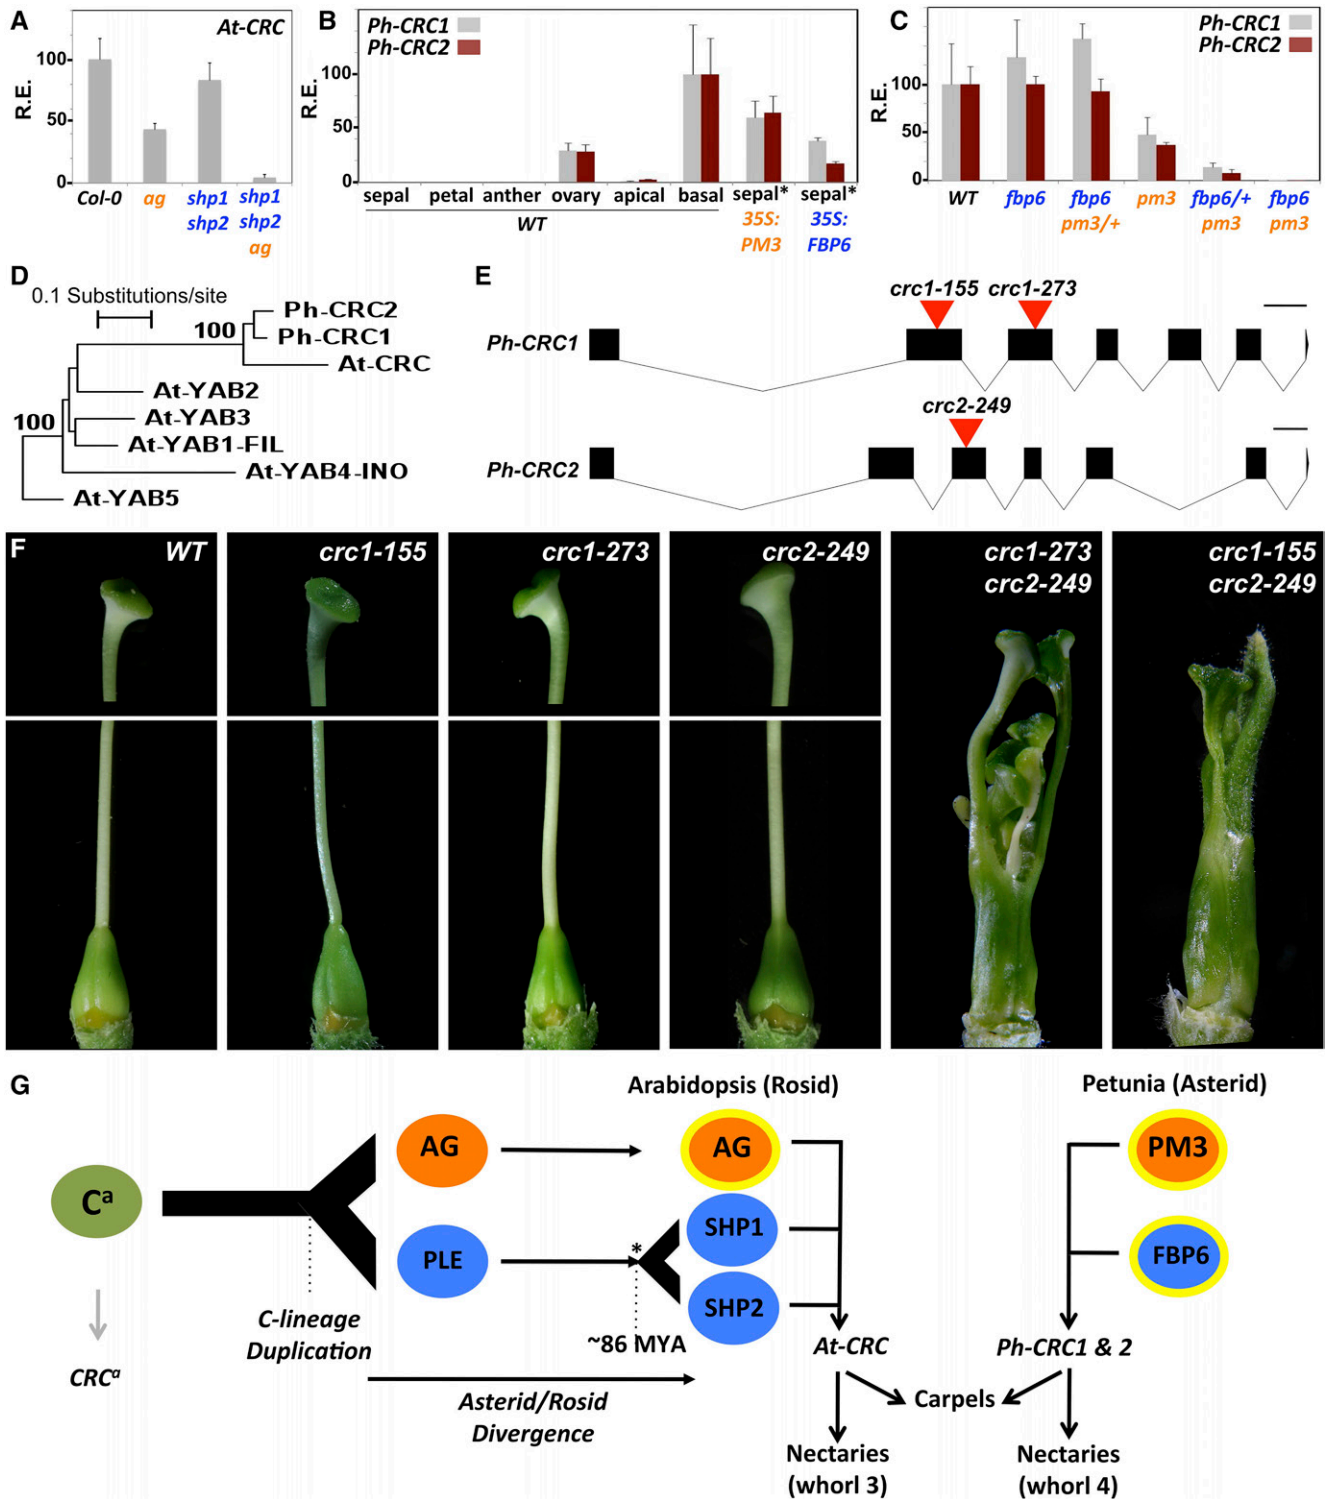 A
At-CRC
R.E.
100
50
0
Col-0
ag
shp1
shp2
shp1
shp2
ag
B
Ph-CRC1
Ph-CRC2
R.E.
100
50
0
sepal petal anther ovary apical basal sepal* sepal*
WT
35S:
PM3
35S:
FBP6
C
Ph-CRC1
Ph-CRC2
R.E.
100
50
0
WT
fbp6
fbp6
pm3/+
pm3
fbp6/+
pm3
fbp6
pm3
D
0.1 Substitutions/site
100
Ph-CRC2
Ph-CRC1
At-CRC
At-YAB2
At-YAB3
100
At-YAB1-FIL
At-YAB4-INO
At-YAB5
E
crc1-155 crc1-273
Ph-CRC1
crc2-249
Ph-CRC2
F
WT
crc1-155
crc1-273
crc2-249
crc1-273
crc2-249
crc1-155
crc2-249
G
Arabidopsis (Rosid)
Petunia (Asterid)
Cª
CRCª
C-lineage
Duplication
AG
PLE
*
~86 MYA
Asterid/Rosid
Divergence
AG
SHP1
SHP2
At-CRC
PM3
FBP6
Ph-CRC1 & 2
Carpels
Nectaries
(whorl 3)
Nectaries
(whorl 4)